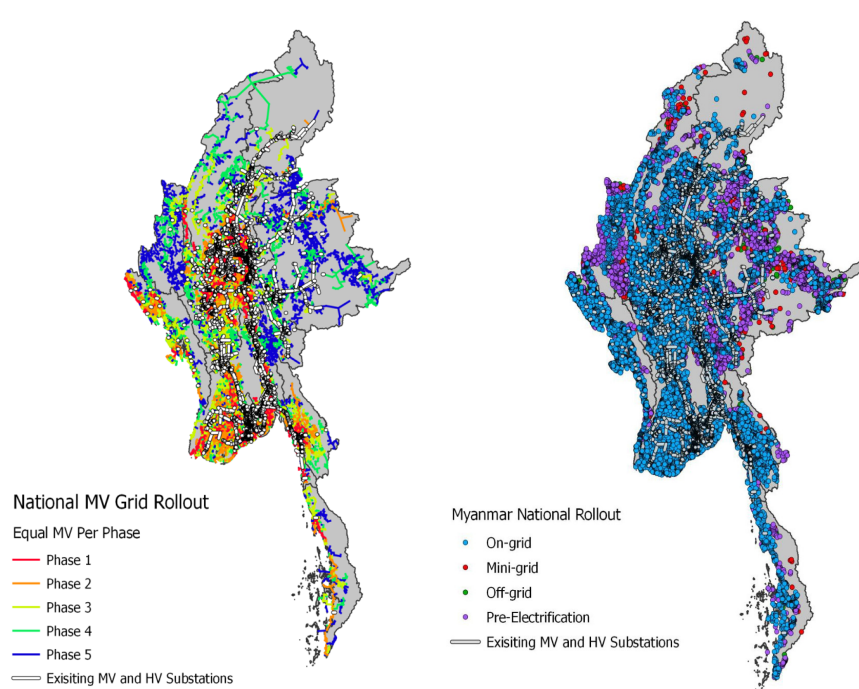 National MV Grid Rollout
Equal MV Per Phase
Phase 1
Phase 2
Phase 3
Phase 4
Phase 5
Exisiting MV and HV Substations
Myanmar National Rollout
On-grid
Mini-grid
Off-grid
Pre-Electrification
Exisiting MV and HV Substations